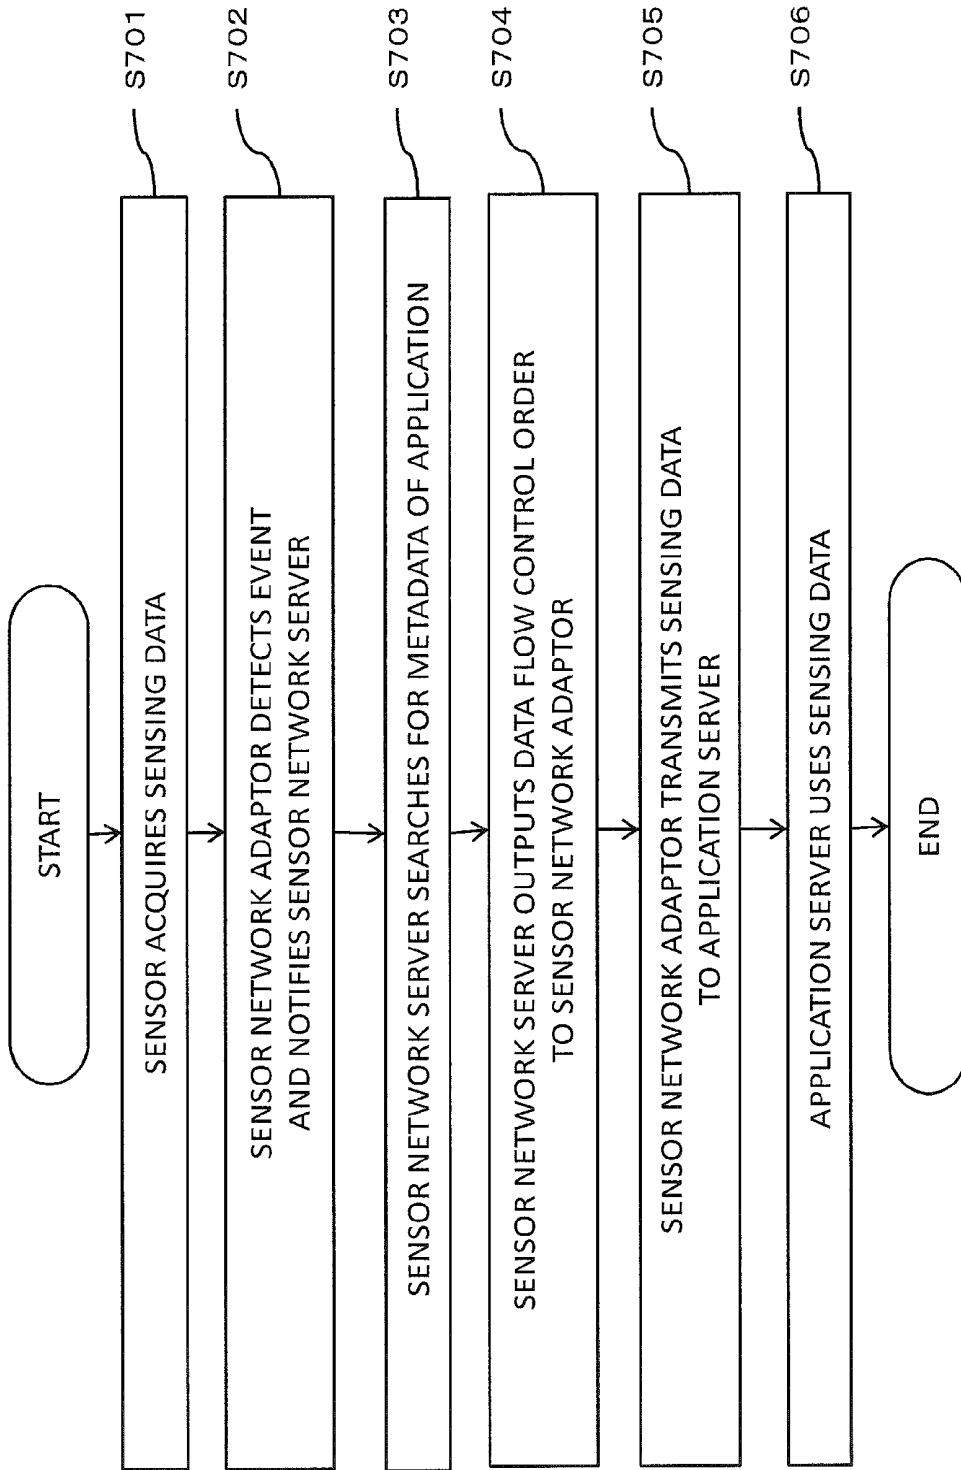 START
SENSOR ACQUIRES SENSING DATA
S701
SENSOR NETWORK ADAPTOR DETECTS EVENT
AND NOTIFIES SENSOR NETWORK SERVER
S702
SENSOR NETWORK SERVER SEARCHES FOR METADATA OF APPLICATION
S703
SENSOR NETWORK SERVER OUTPUTS DATA FLOW CONTROL ORDER
TO SENSOR NETWORK ADAPTOR
S704
SENSOR NETWORK ADAPTOR TRANSMITS SENSING DATA
TO APPLICATION SERVER
S705
APPLICATION SERVER USES SENSING DATA
S706
END